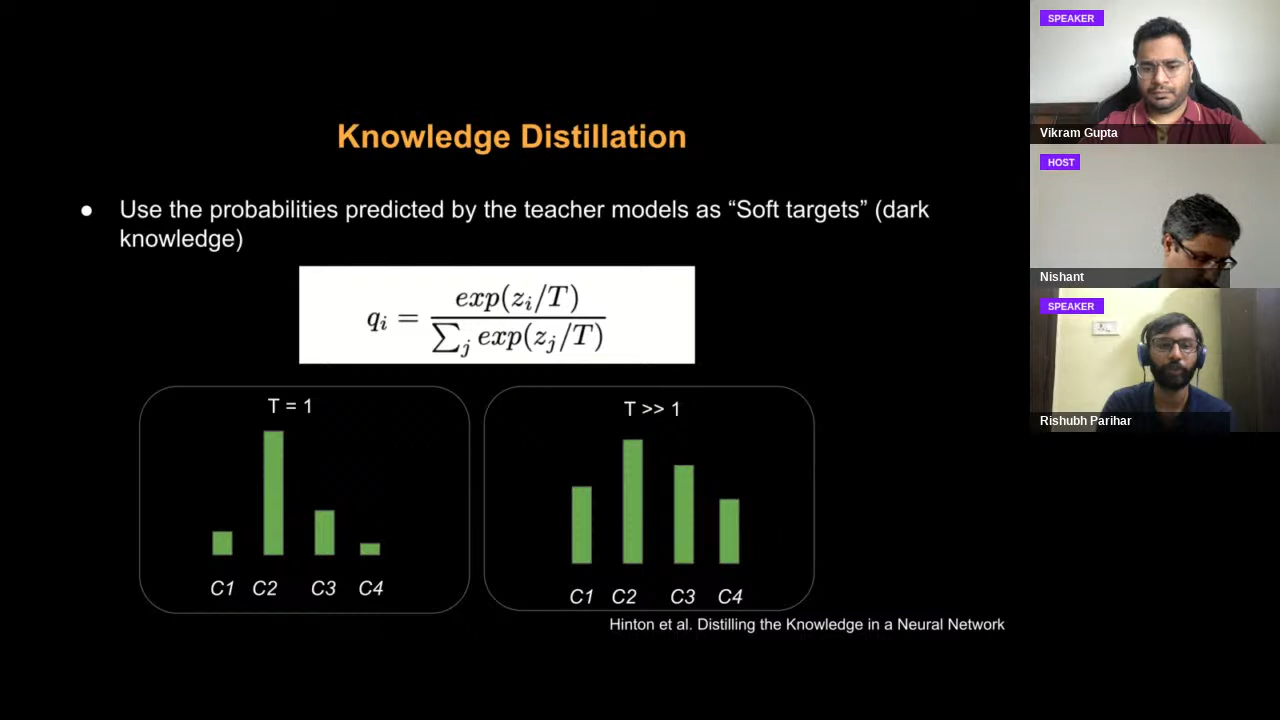 Knowledge Distillation
● Use the probabilities predicted by the teacher models as “Soft targets” (dark
knowledge)
q_i = exp(z_i/T) / ∑_j exp(z_j/T)
T = 1
C1 C2 C3 C4
T >> 1
C1 C2 C3 C4
Hinton et al. Distilling the Knowledge in a Neural Network
SPEAKER
Vikram Gupta
HOST
Nishant
SPEAKER
Rishubh Parihar